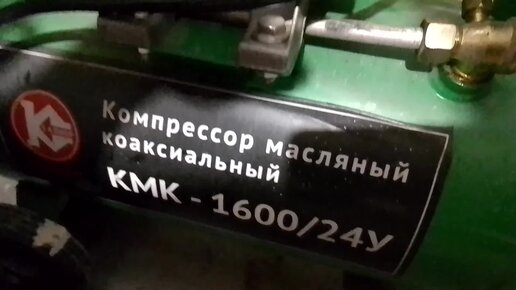 Компрессор масляный
коаксиальный
КМК - 1600/24У